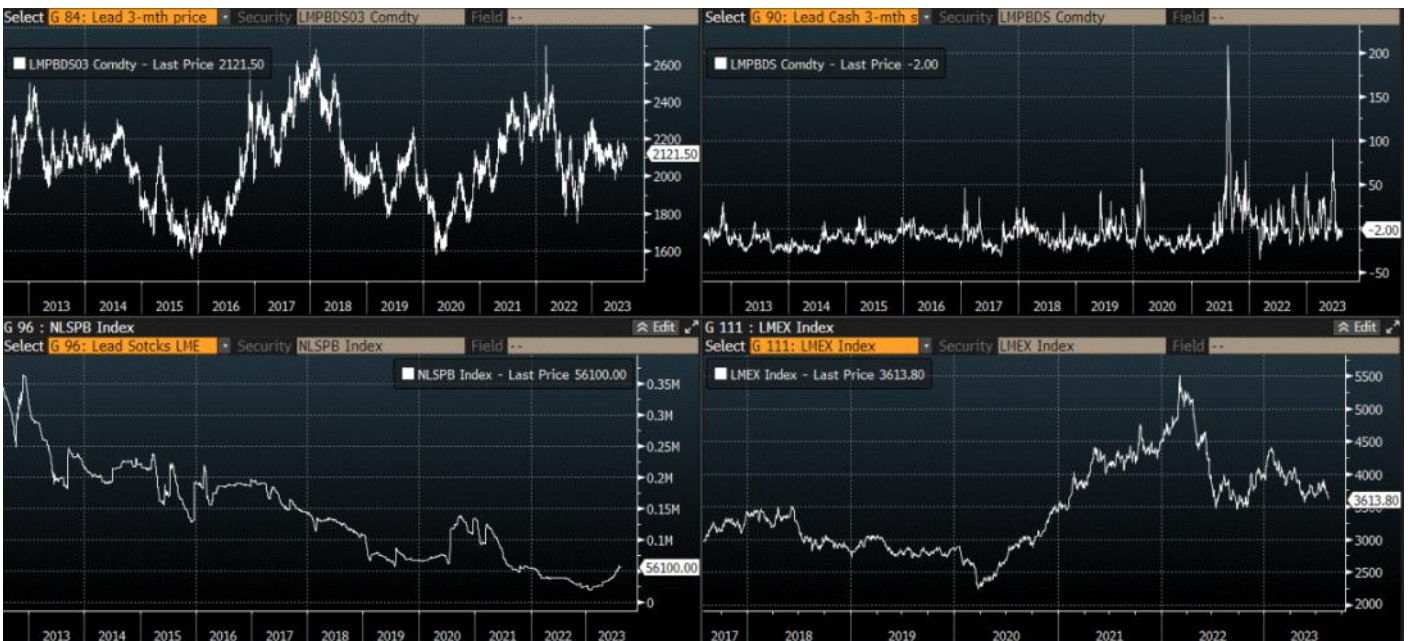 Select G 84: Lead 3-mth price Security LMPBDS03 Comdty Field --
LMPBDS03 Comdty - Last Price 2121.50
2600
2400
2200
2121.50
2000
1800
1600
2013 2014 2015 2016 2017 2018 2019 2020 2021 2022 2023
Select G 90: Lead Cash 3-mth s Security LMPBDS Comdty Field --
LMPBDS Comdty - Last Price -2.00
200
150
100
50
-2.00
-50
2013 2014 2015 2016 2017 2018 2019 2020 2021 2022 2023
G 96 : NLSPB Index Edit
Select G 96: Lead Sotcks LME Security NLSPB Index Field --
NLSPB Index - Last Price 56100.00
0.35M
0.3M
0.25M
0.2M
0.15M
0.1M
56100.00
0
2013 2014 2015 2016 2017 2018 2019 2020 2021 2022 2023
G 111 : LMEX Index Edit
Select G 111: LMEX Index Security LMEX Index Field --
LMEX Index - Last Price 3613.80
5500
5000
4500
4000
3613.80
3500
3000
2500
2000
2017 2018 2019 2020 2021 2022 2023